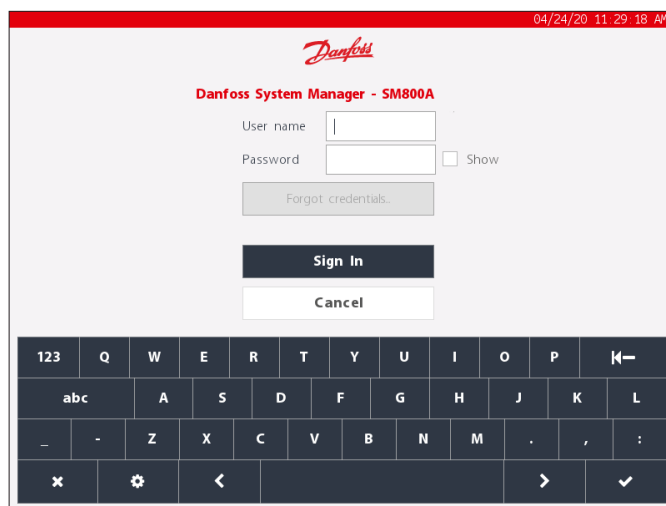 04/24/20 11:29:18 AM
Danfoss
Danfoss System Manager - SM800A
User name
Password
Show
Forgot credentials..
Sign In
Cancel
123 Q W E R T Y U I O P
abc A S D F G H J K L
_ - Z X C V B N M . , :